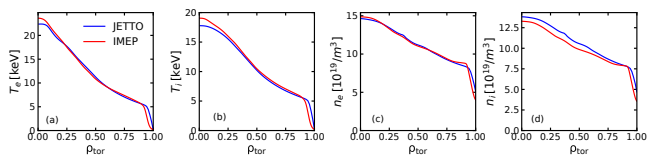 25
20
15
10
5
0
T_e [keV]
JETTO
IMEP
(a)
0.00 0.25 0.50 0.75 1.00
ρ_tor
20
15
10
5
0
T_i [keV]
(b)
0.00 0.25 0.50 0.75 1.00
ρ_tor
15
10
5
0
n_e [10^19/m^3]
(c)
0.00 0.25 0.50 0.75 1.00
ρ_tor
12.5
10.0
7.5
5.0
2.5
0.0
n_i [10^19/m^3]
(d)
0.00 0.25 0.50 0.75 1.00
ρ_tor